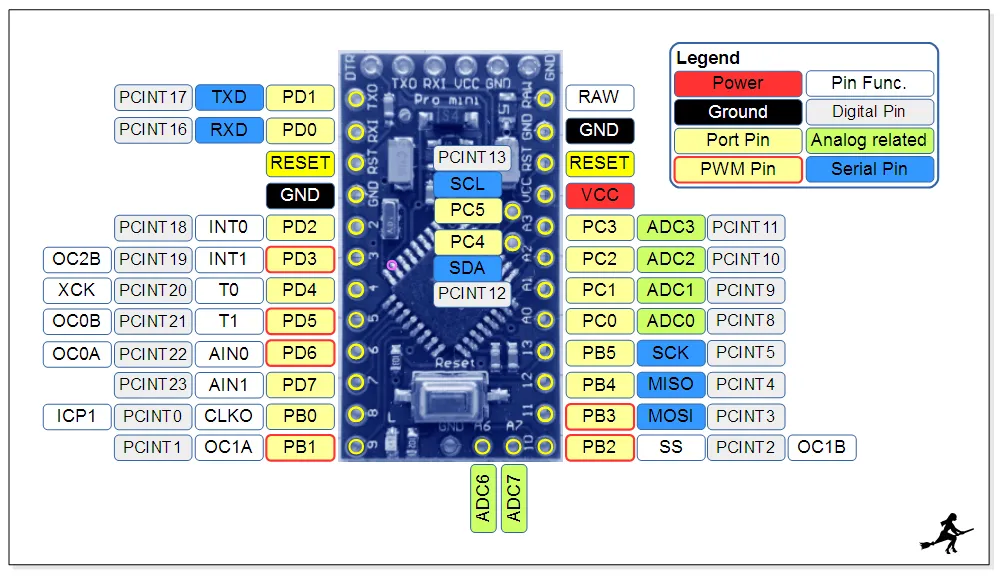 Legend
Power Pin Func.
Ground Digital Pin
Port Pin Analog related
PWM Pin Serial Pin
DTR TXO RXI VCC GND GND
Pro mini
PCINT17 TXD PD1 TXO RAW RAW
PCINT16 RXD PD0 RXI GND GND
RESET RST PCINT13 RST RESET
SCL
GND GND VCC VCC
PC5
PCINT18 INT0 PD2 2 A3 PC3 ADC3 PCINT11
PC4
OC2B PCINT19 INT1 PD3 3 A2 PC2 ADC2 PCINT10
SDA
XCK PCINT20 T0 PD4 4 PCINT12 A1 PC1 ADC1 PCINT9
OC0B PCINT21 T1 PD5 5 A0 PC0 ADC0 PCINT8
OC0A PCINT22 AIN0 PD6 6 13 PB5 SCK PCINT5
Reset
PCINT23 AIN1 PD7 7 12 PB4 MISO PCINT4
ICP1 PCINT0 CLKO PB0 8 11 PB3 MOSI PCINT3
L GND A6 A7
PCINT1 OC1A PB1 9 10 PB2 SS PCINT2 OC1B
ADC6 ADC7